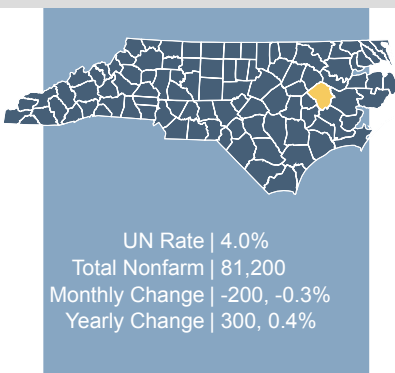 UN Rate | 4.0%
Total Nonfarm | 81,200
Monthly Change | -200, -0.3%
Yearly Change | 300, 0.4%